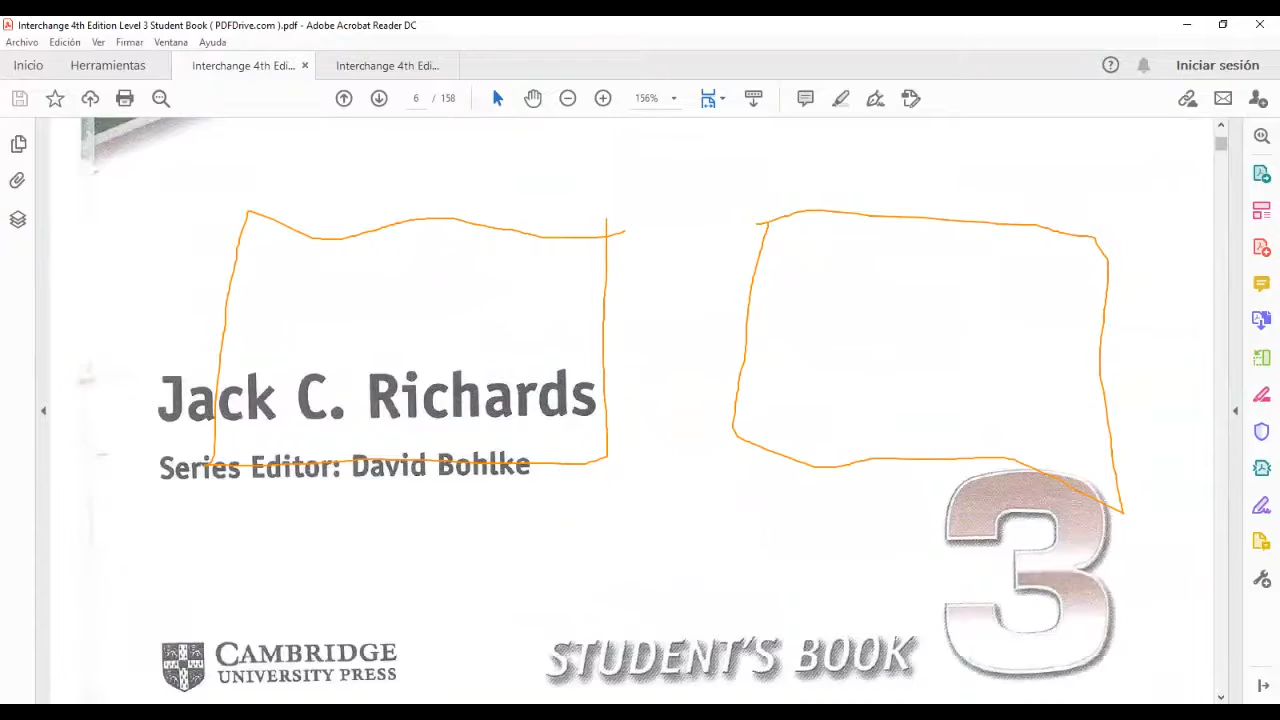 Interchange 4th Edition Level 3 Student Book ( PDFDrive.com ).pdf - Adobe Acrobat Reader DC
Archivo Edición Ver Firmar Ventana Ayuda
Inicio Herramientas Interchange 4th Edi... × Interchange 4th Edi... Iniciar sesión
6 / 158 156%
Jack C. Richards
Series Editor: David Bohlke
3
CAMBRIDGE
UNIVERSITY PRESS
STUDENT'S BOOK